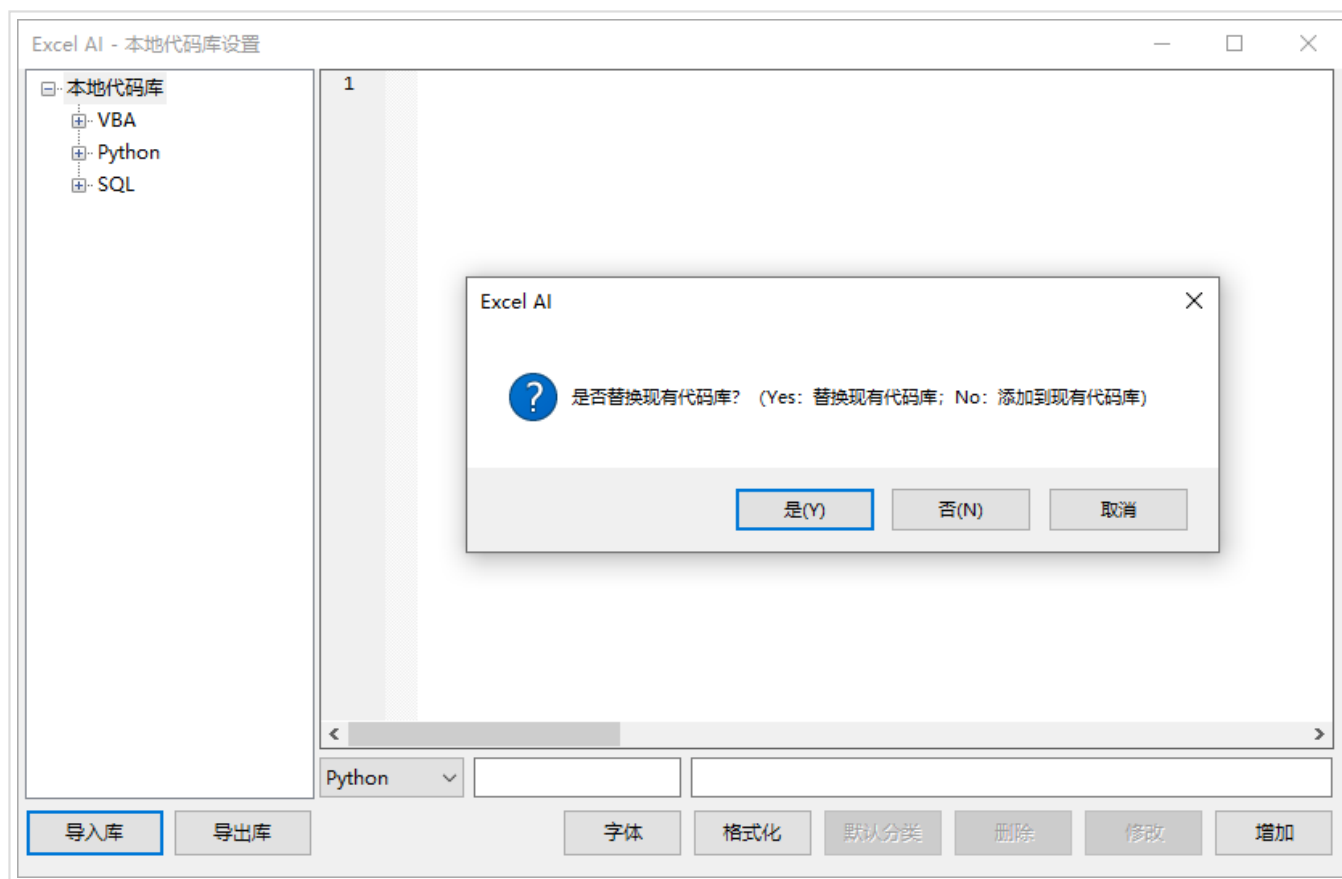 Excel AI - 本地代码库设置
本地代码库
VBA
Python
SQL
1
Excel AI
是否替换现有代码库? (Yes: 替换现有代码库; No: 添加到现有代码库)
是(Y) 否(N) 取消
Python
导入库 导出库 字体 格式化 默认分类 删除 修改 增加